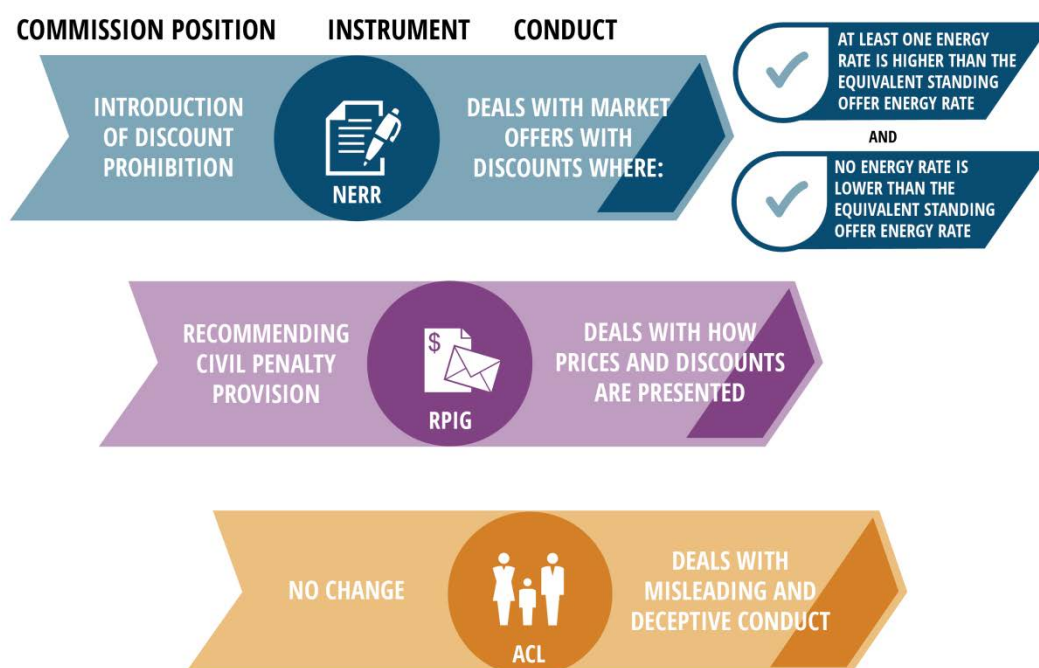 COMMISSION POSITION INSTRUMENT CONDUCT
INTRODUCTION
OF DISCOUNT
PROHIBITION
NERR
DEALS WITH MARKET
OFFERS WITH
DISCOUNTS WHERE:
AT LEAST ONE ENERGY
RATE IS HIGHER THAN THE
EQUIVALENT STANDING
OFFER ENERGY RATE
AND
NO ENERGY RATE IS
LOWER THAN THE
EQUIVALENT STANDING
OFFER ENERGY RATE
RECOMMENDING
CIVIL PENALTY
PROVISION
$
RPIG
DEALS WITH HOW
PRICES AND DISCOUNTS
ARE PRESENTED
NO CHANGE
ACL
DEALS WITH
MISLEADING AND
DECEPTIVE CONDUCT